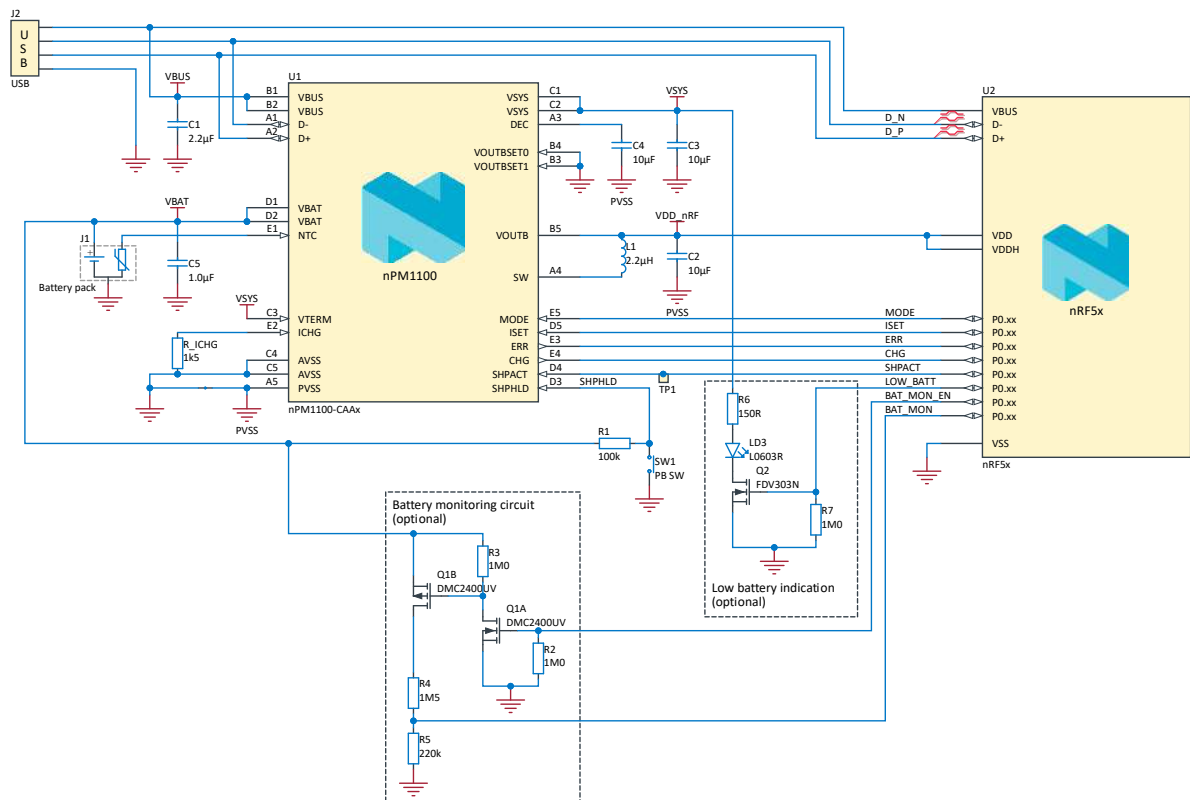 J2
U
S
B
USB
VBUS
C1
2.2µF
U1
B1 VBUS
B2 VBUS
A1 D-
A2 D+
D1 VBAT
D2 VBAT
E1 NTC
C3 VTERM
E2 ICHG
C4 AVSS
C5 AVSS
A5 PVSS
nPM1100
VSYS C1
VSYS C2
DEC A3
VOUTBSET0 B4
VOUTBSET1 B3
VOUTB B5
SW A4
MODE E5
ISET D5
ERR E3
CHG E4
SHPACT D4
SHPHLD D3
nPM1100-CAAx
VBAT
J1
+
Battery pack
C5
1.0µF
VSYS
R_ICHG
1k5
PVSS
VSYS
C4
10µF
C3
10µF
PVSS
VDD_nRF
L1
2.2µH
C2
10µF
PVSS
SHPHLD
TP1
R1
100k
SW1
PB SW
U2
D_N
D_P
VBUS
D-
D+
VDD
VDDH
nRF5x
MODE P0.xx
ISET P0.xx
ERR P0.xx
CHG P0.xx
SHPACT P0.xx
LOW_BATT P0.xx
BAT_MON_EN P0.xx
BAT_MON P0.xx
VSS
nRF5x
R6
150R
LD3
L0603R
Q2
FDV303N
R7
1M0
Low battery indication
(optional)
Battery monitoring circuit
(optional)
R3
1M0
Q1B
DMC2400UV
Q1A
DMC2400UV
R2
1M0
R4
1M5
R5
220k